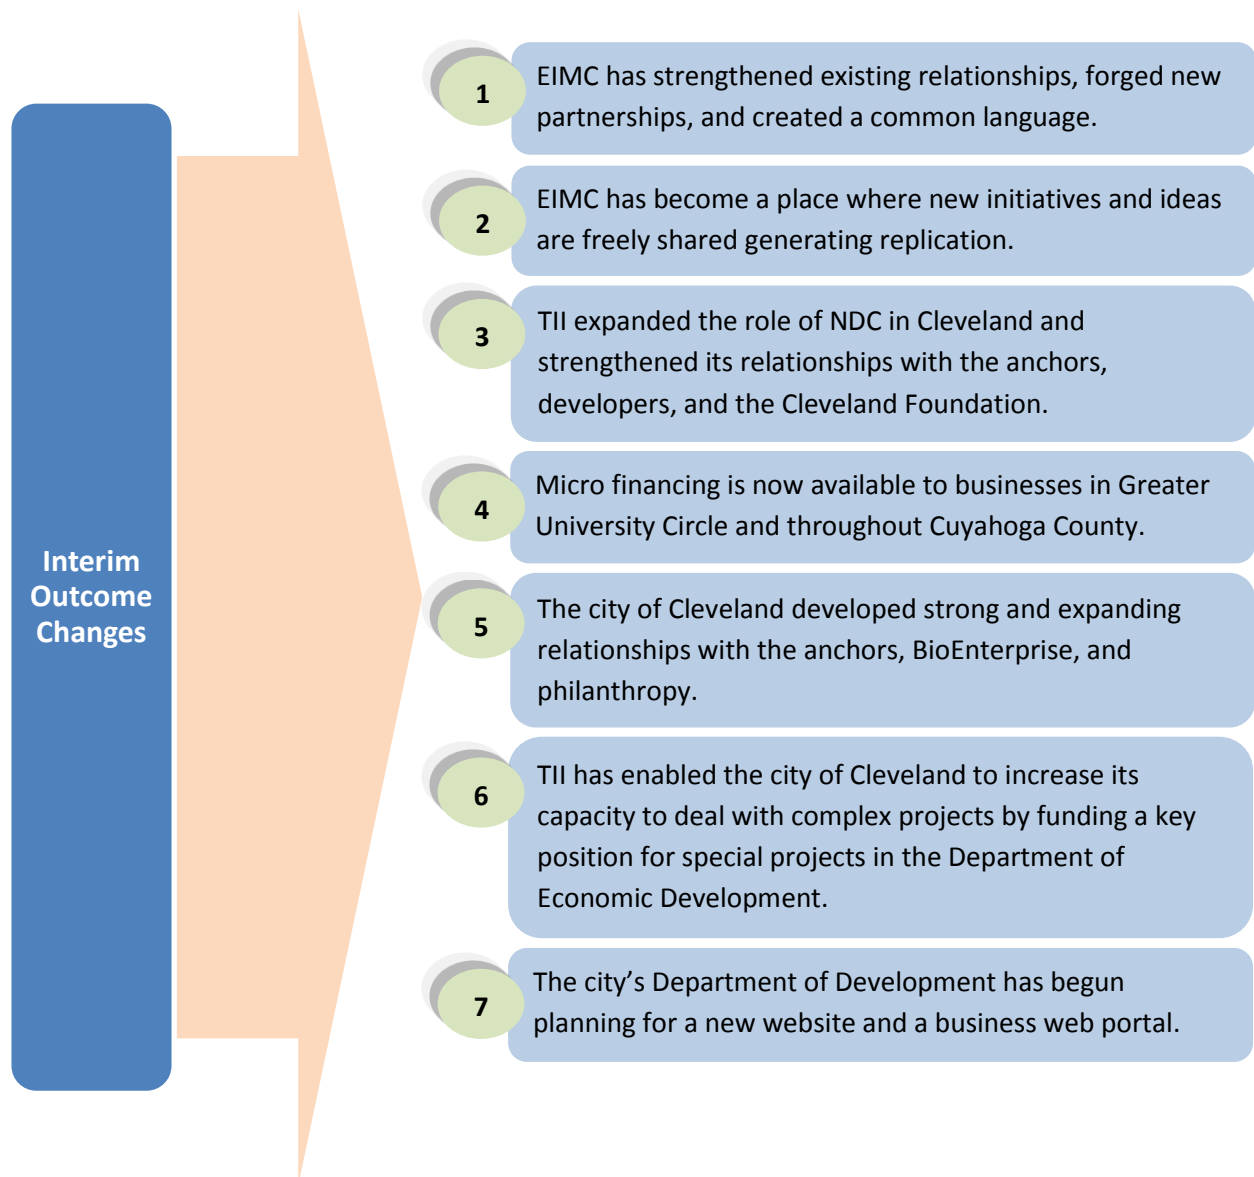 Interim
Outcome
Changes
1
EIMC has strengthened existing relationships, forged new
partnerships, and created a common language.
2
EIMC has become a place where new initiatives and ideas
are freely shared generating replication.
3
TII expanded the role of NDC in Cleveland and
strengthened its relationships with the anchors,
developers, and the Cleveland Foundation.
4
Micro financing is now available to businesses in Greater
University Circle and throughout Cuyahoga County.
5
The city of Cleveland developed strong and expanding
relationships with the anchors, BioEnterprise, and
philanthropy.
6
TII has enabled the city of Cleveland to increase its
capacity to deal with complex projects by funding a key
position for special projects in the Department of
Economic Development.
7
The city’s Department of Development has begun
planning for a new website and a business web portal.